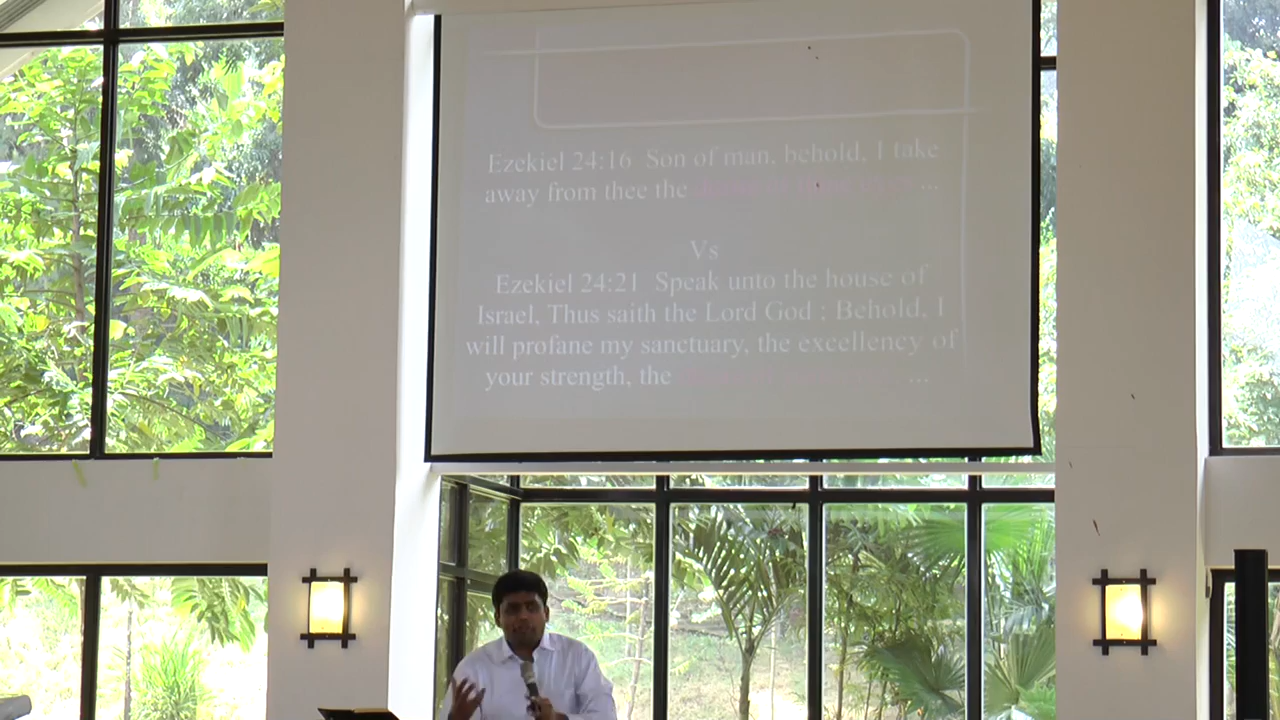 Ezekiel 24:16 Son of man, behold, I take
away from thee the ...
Vs
Ezekiel 24:21 Speak unto the house of
Israel, Thus saith the Lord God : Behold, I
will profane my sanctuary, the excellency of
your strength, the ...